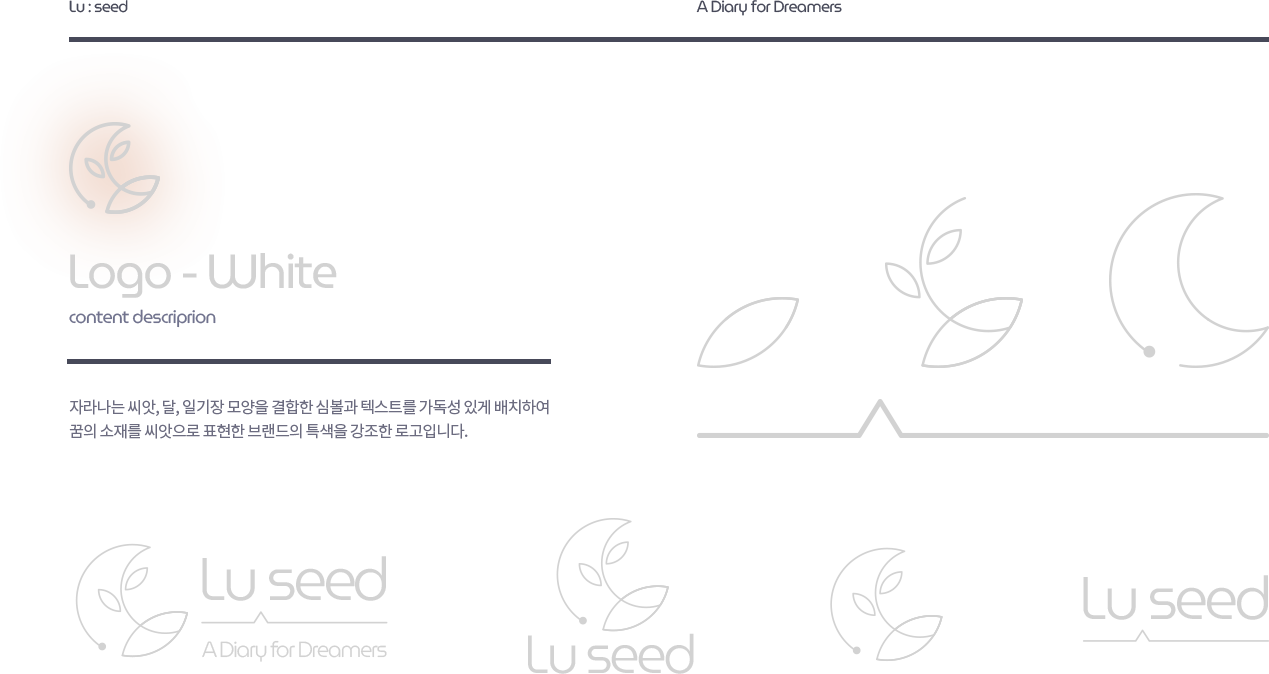 Lu : seed
A Diary for Dreamers
Logo - White
content descriprion
자라나는 씨앗, 달, 일기장 모양을 결합한 심볼과 텍스트를 가독성 있게 배치하여
꿈의 소재를 씨앗으로 표현한 브랜드의 특색을 강조한 로고입니다.
Lu seed
A Diary for Dreamers
Lu seed
Lu seed